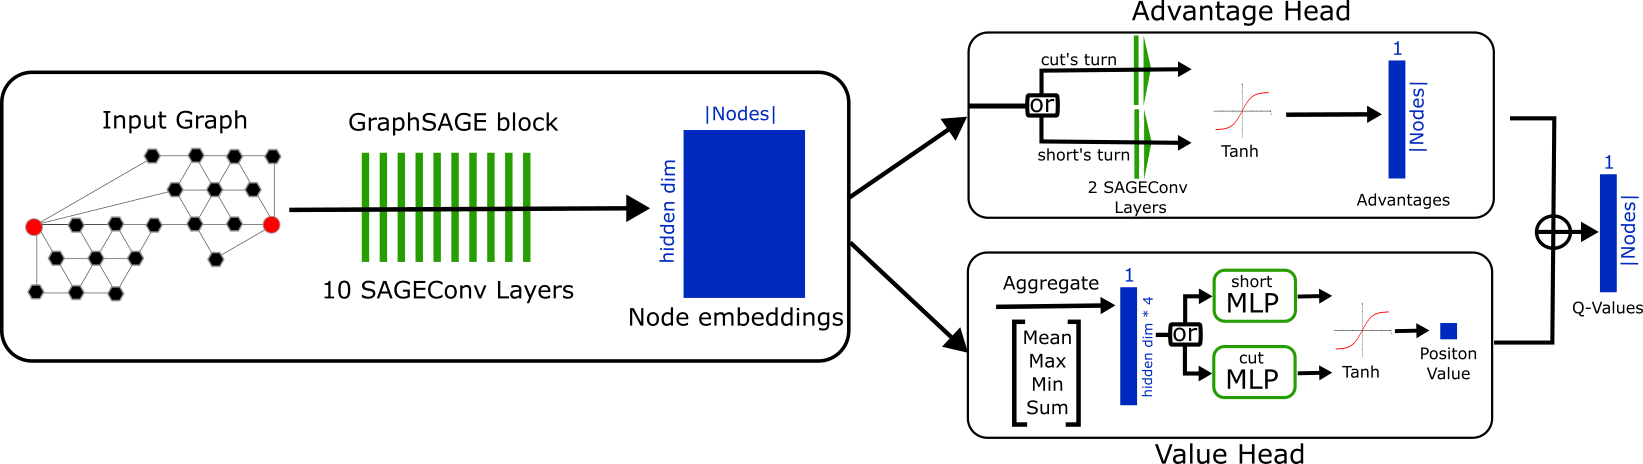 Input Graph
GraphSAGE block
10 SAGEConv Layers
|Nodes|
hidden dim
Node embeddings
Advantage Head
cut's turn
or
short's turn
2 SAGEConv
Layers
Tanh
1
|Nodes|
Advantages
Aggregate
Mean
Max
Min
Sum
1
hidden dim * 4
or
short
MLP
cut
MLP
Tanh
Positon
Value
Value Head
1
|Nodes|
Q-Values